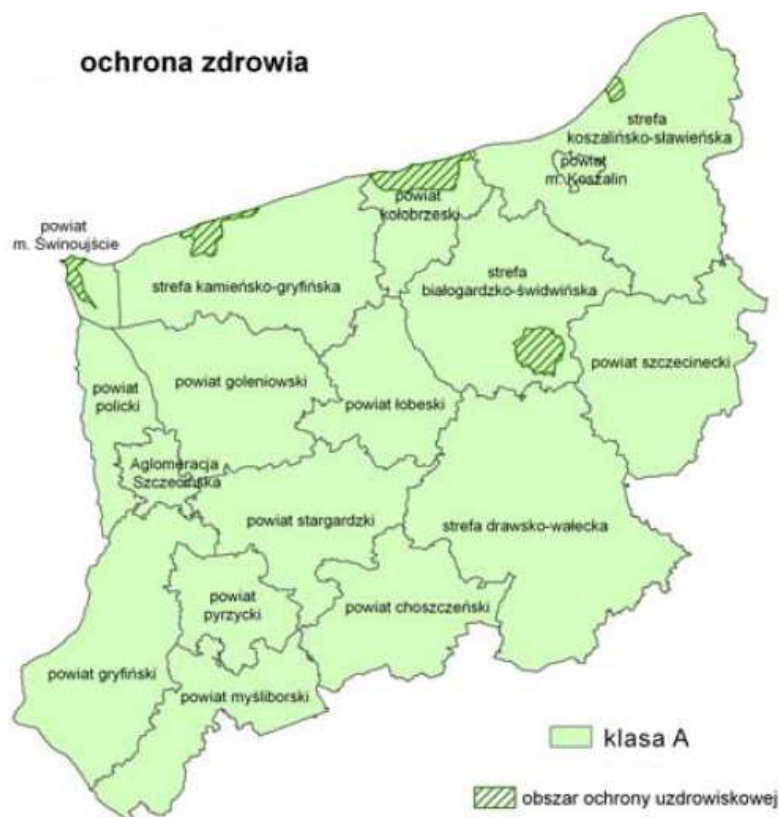 ochrona zdrowia
strefa
koszalińsko-sławieńska
powiat
m. Koszalin
powiat
kołobrzeski
powiat
m. Świnoujście
strefa kamieńsko-gryfińska
strefa
białogardzko-świdwińska
powiat szczecinecki
powiat
policki
powiat goleniowski
powiat łobeski
Aglomeracja
Szczecińska
powiat stargardzki
strefa drawsko-wałecka
powiat
pyrzycki
powiat choszczeński
powiat gryfiński
powiat myśliborski
klasa A
obszar ochrony uzdrowiskowej